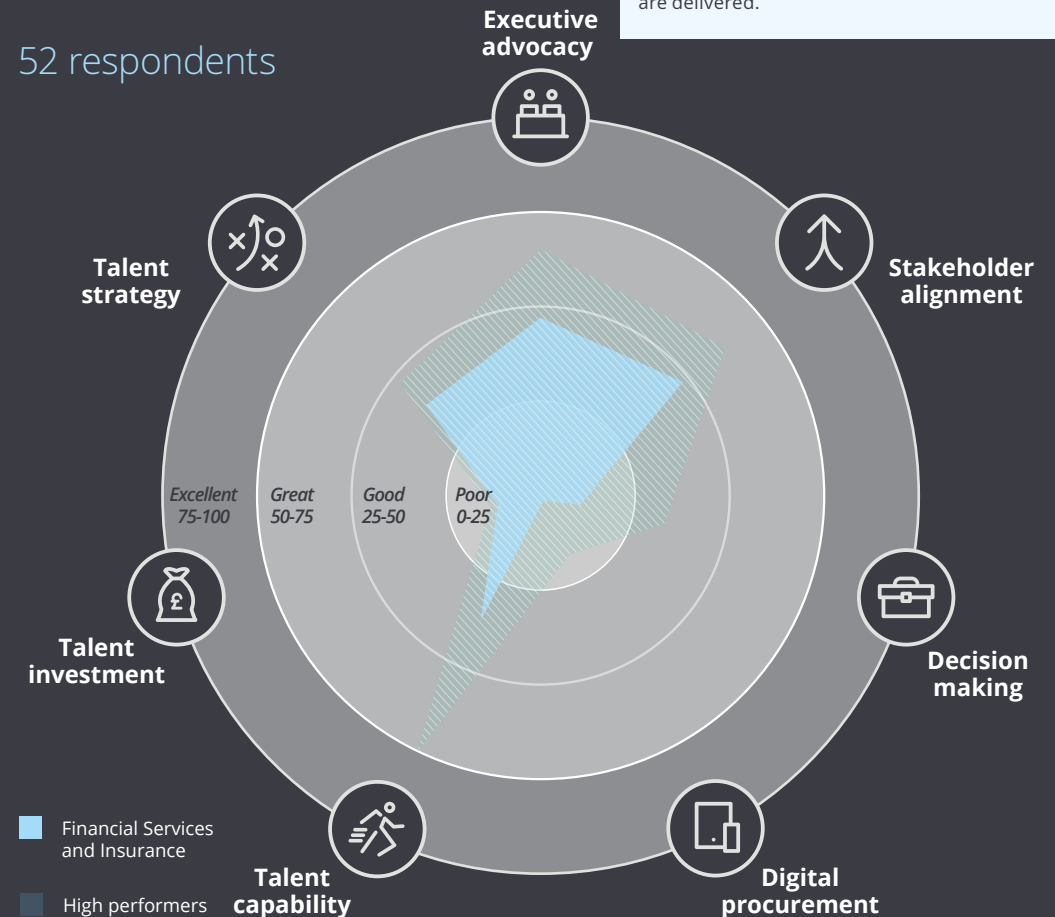 are delivered.
52 respondents
Executive
advocacy
Talent
strategy
Stakeholder
alignment
Excellent
75-100
Great
50-75
Good
25-50
Poor
0-25
£
Talent
investment
Decision
making
Financial Services
and Insurance
High performers
Talent
capability
Digital
procurement